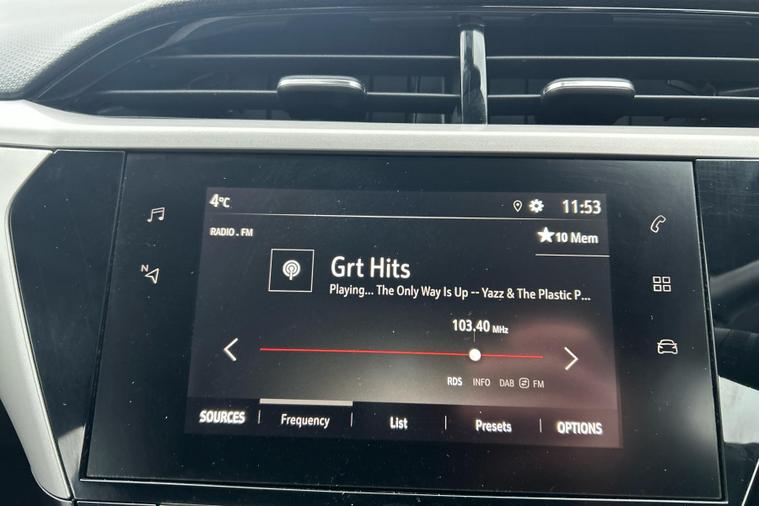 4°C 11:53
RADIO . FM 10 Mem
N
Grt Hits
Playing... The Only Way Is Up -- Yazz & The Plastic P...
103.40 MHz
RDS INFO DAB FM
SOURCES Frequency List Presets OPTIONS